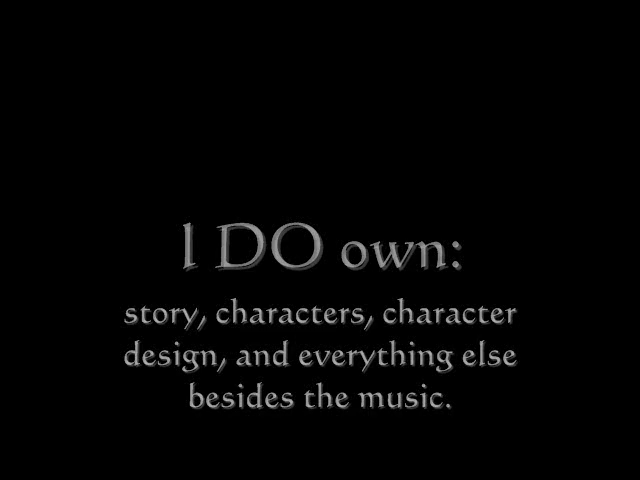 I DO own:
story, characters, character
design, and everything else
besides the music.